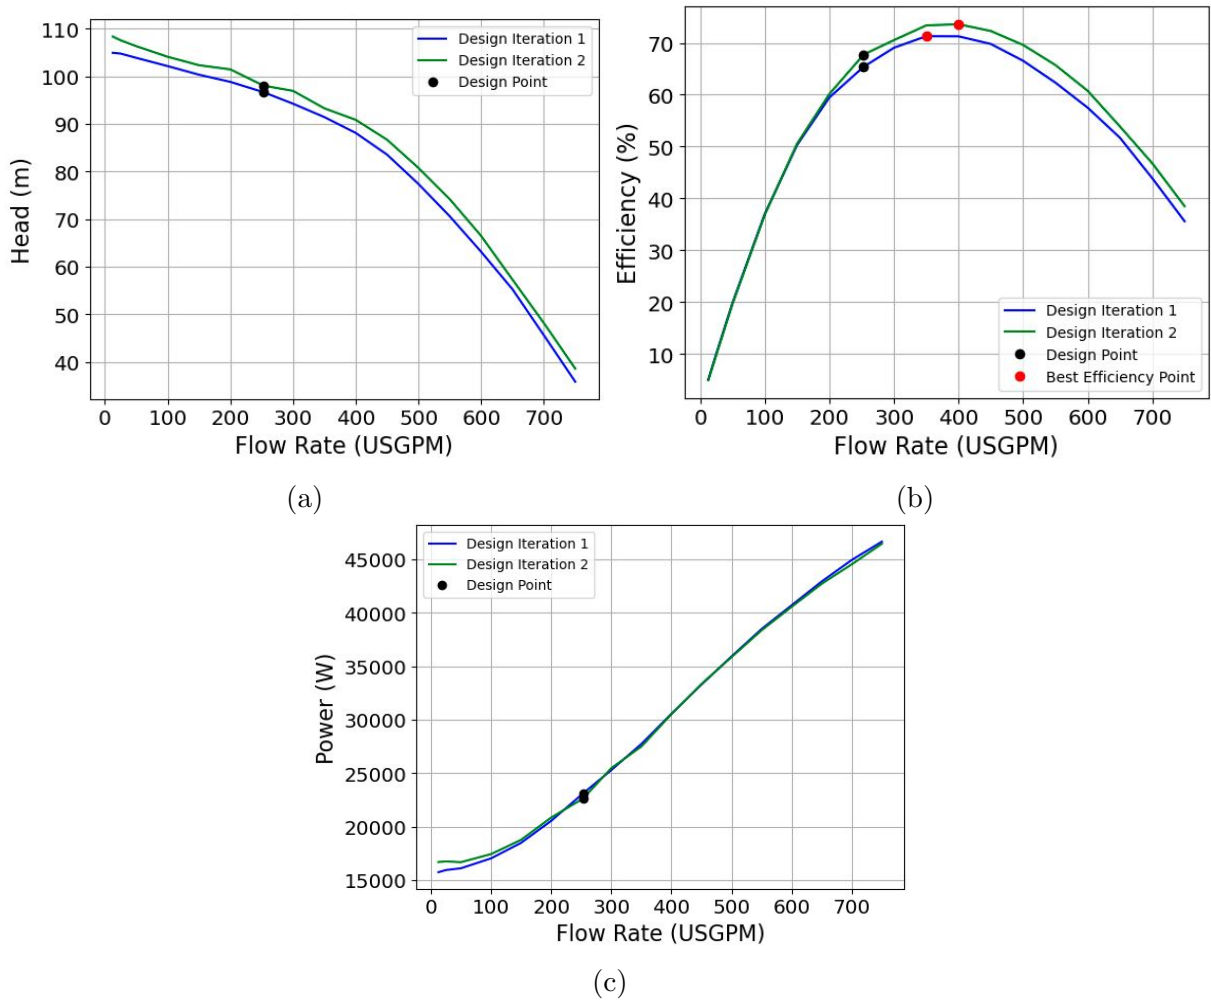 110
100
90
80
70
60
50
40
Head (m)
0 100 200 300 400 500 600 700
Flow Rate (USGPM)
Design Iteration 1
Design Iteration 2
Design Point
(a)
70
60
50
40
30
20
10
Efficiency (%)
0 100 200 300 400 500 600 700
Flow Rate (USGPM)
Design Iteration 1
Design Iteration 2
Design Point
Best Efficiency Point
(b)
45000
40000
35000
30000
25000
20000
15000
Power (W)
0 100 200 300 400 500 600 700
Flow Rate (USGPM)
Design Iteration 1
Design Iteration 2
Design Point
(c)